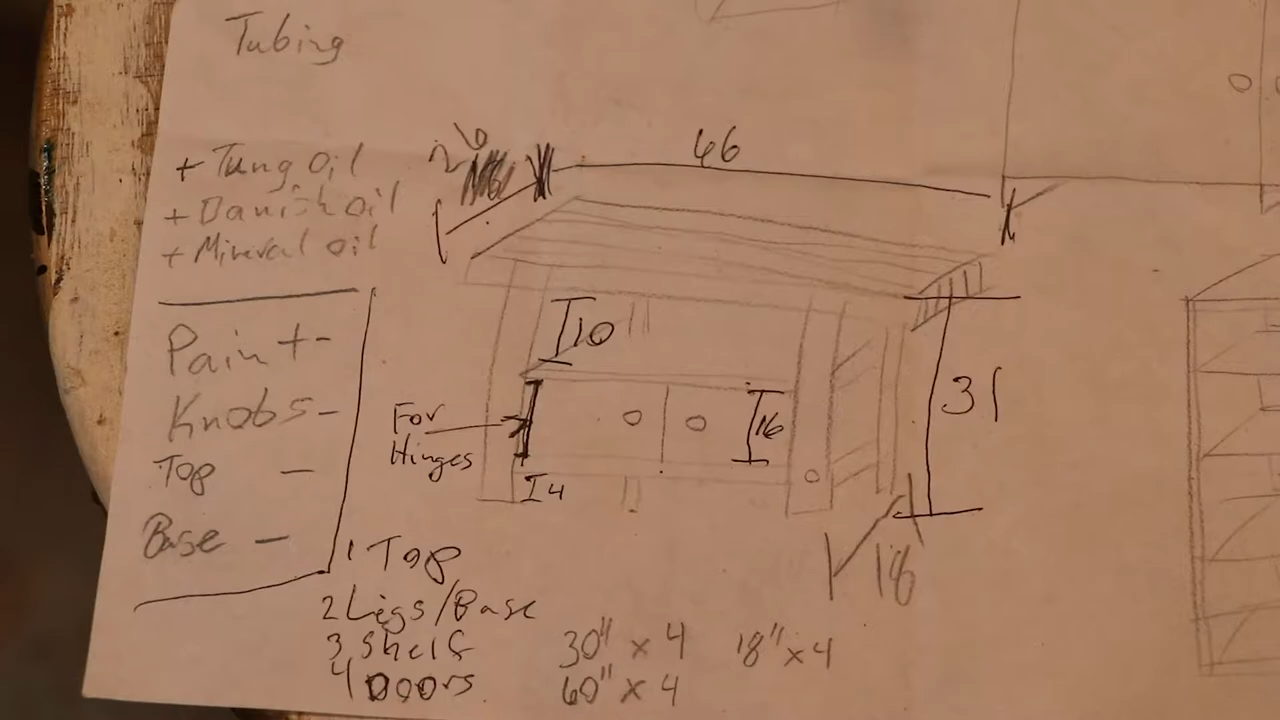 Tubing
+ Tung oil
+ Danish oil
+ Mineral oil
Paint -
Knobs -
Top -
Base -
26
46
10
16
31
For
Hinges
4
18
1 Top
2 Legs/Base
3 Shelf
4 Doors
30" x 4 18" x 4
60" x 4